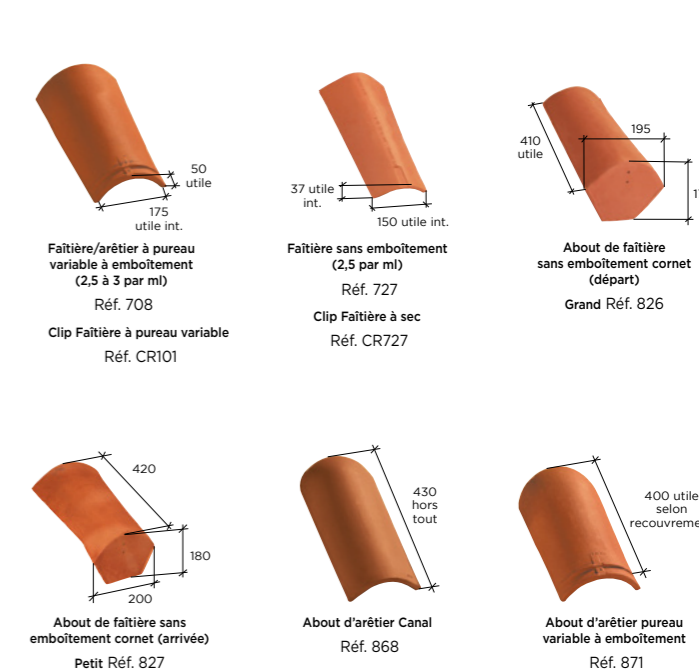 50
utile
175
utile int.
Faîtière/arêtier à pureau
variable à emboîtement
(2,5 à 3 par ml)
Réf. 708
Clip Faîtière à pureau variable
Réf. CR101
37 utile
int.
150 utile int.
Faîtière sans emboîtement
(2,5 par ml)
Réf. 727
Clip Faîtière à sec
Réf. CR727
410
utile
195
About de faîtière
sans emboîtement cornet
(départ)
Grand Réf. 826
420
180
200
About de faîtière sans
emboîtement cornet (arrivée)
Petit Réf. 827
430
hors
tout
About d'arêtier Canal
Réf. 868
400 utile
selon
About d'arêtier pureau
variable à emboîtement
Réf. 871